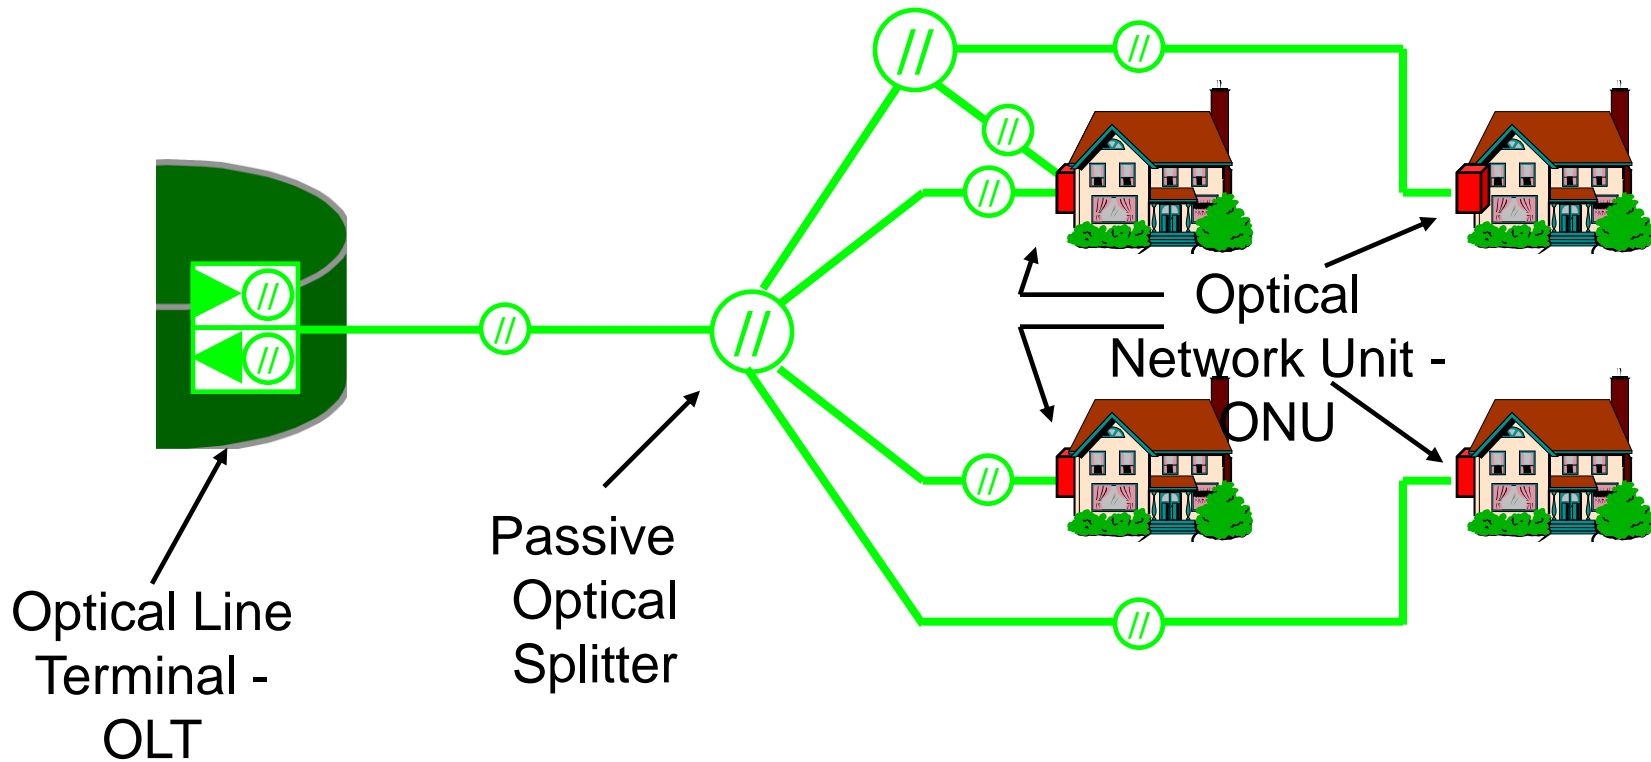 Optical
Network Unit -
ONU
Passive
Optical
Splitter
Optical Line
Terminal -
OLT